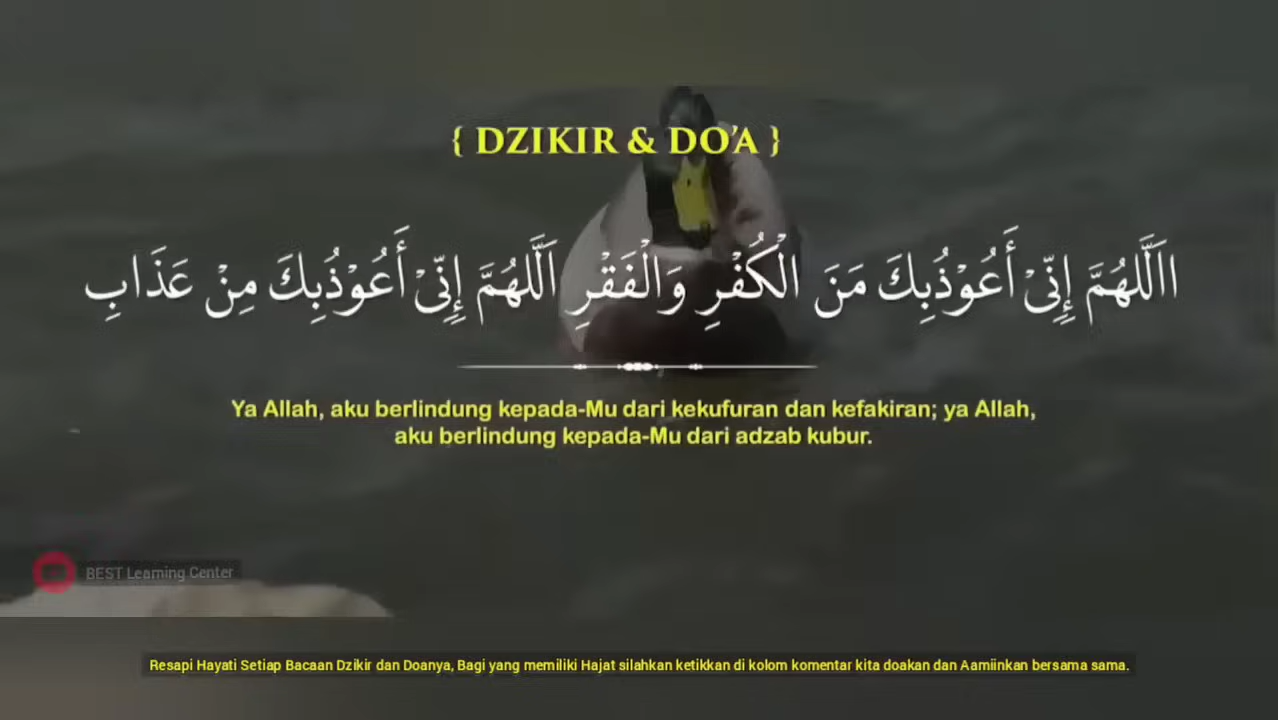 { DZIKIR & DO'A }
االَلّٰهُمَّ إِنِّىْ أَعُوْذُبِكَ مَنَ الْكُفْرِ وَالْفَقْرِ اَللّٰهُمَّ إِنِّىْ أَعُوْذُبِكَ مِنْ عَذَابِ
Ya Allah, aku berlindung kepada-Mu dari kekufuran dan kefakiran; ya Allah,
aku berlindung kepada-Mu dari adzab kubur.
BEST Learning Center
Resapi Hayati Setiap Bacaan Dzikir dan Doanya, Bagi yang memiliki Hajat silahkan ketikkan di kolom komentar kita doakan dan Aamiinkan bersama sama.